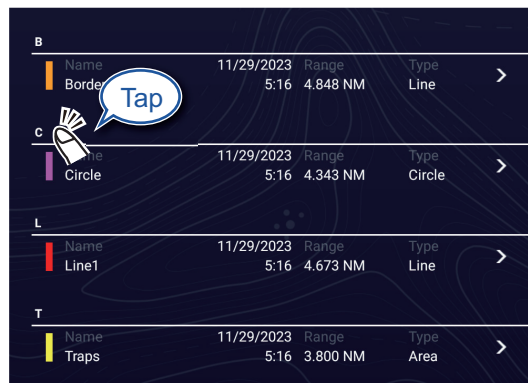 B
Name 11/29/2023 Range Type
Borde 5:16 4.848 NM Line
Tap
C
me 11/29/2023 Range Type
Circle 5:16 4.343 NM Circle
L
Name 11/29/2023 Range Type
Line1 5:16 4.673 NM Line
T
Name 11/29/2023 Range Type
Traps 5:16 3.800 NM Area